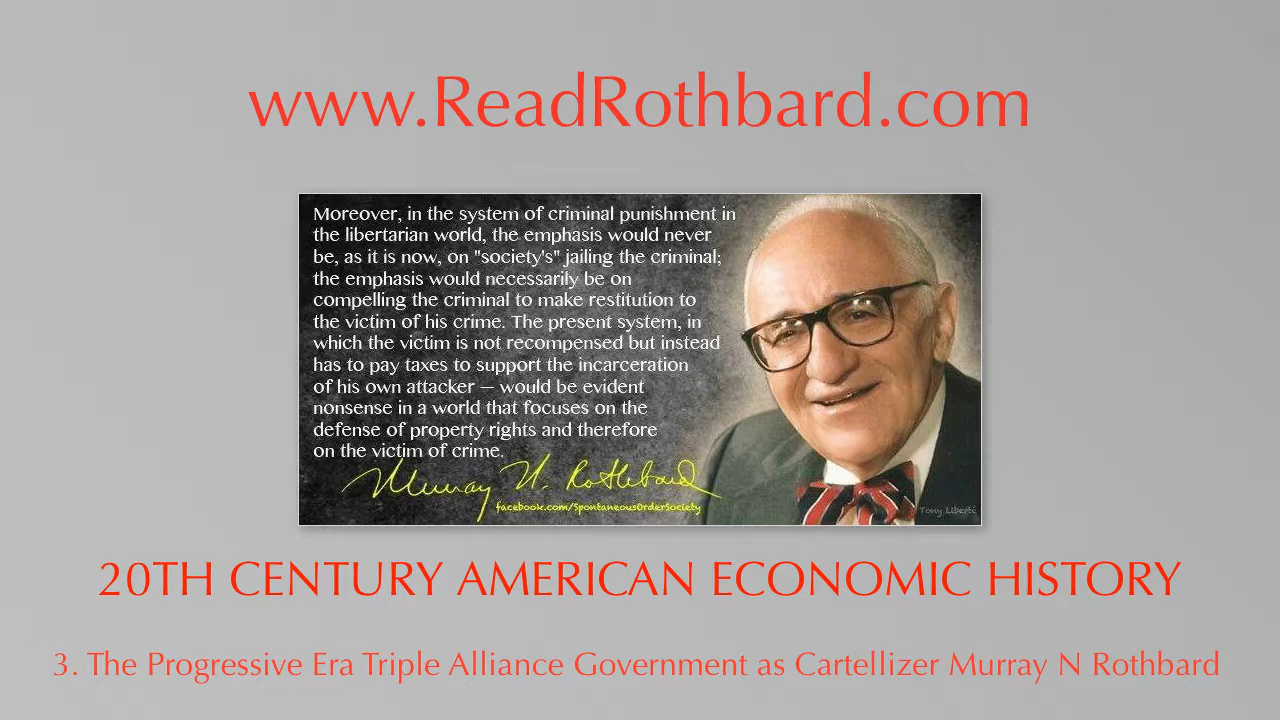 www.ReadRothbard.com
Moreover, in the system of criminal punishment in
the libertarian world, the emphasis would never
be, as it is now, on "society's" jailing the criminal;
the emphasis would necessarily be on
compelling the criminal to make restitution to
the victim of his crime. The present system, in
which the victim is not recompensed but instead
has to pay taxes to support the incarceration
of his own attacker — would be evident
nonsense in a world that focuses on the
defense of property rights and therefore
on the victim of crime.
Murray N. Rothbard
facebook.com/SpontaneousOrderSociety
Tony Liberté
20TH CENTURY AMERICAN ECONOMIC HISTORY
3. The Progressive Era Triple Alliance Government as Cartellizer Murray N Rothbard